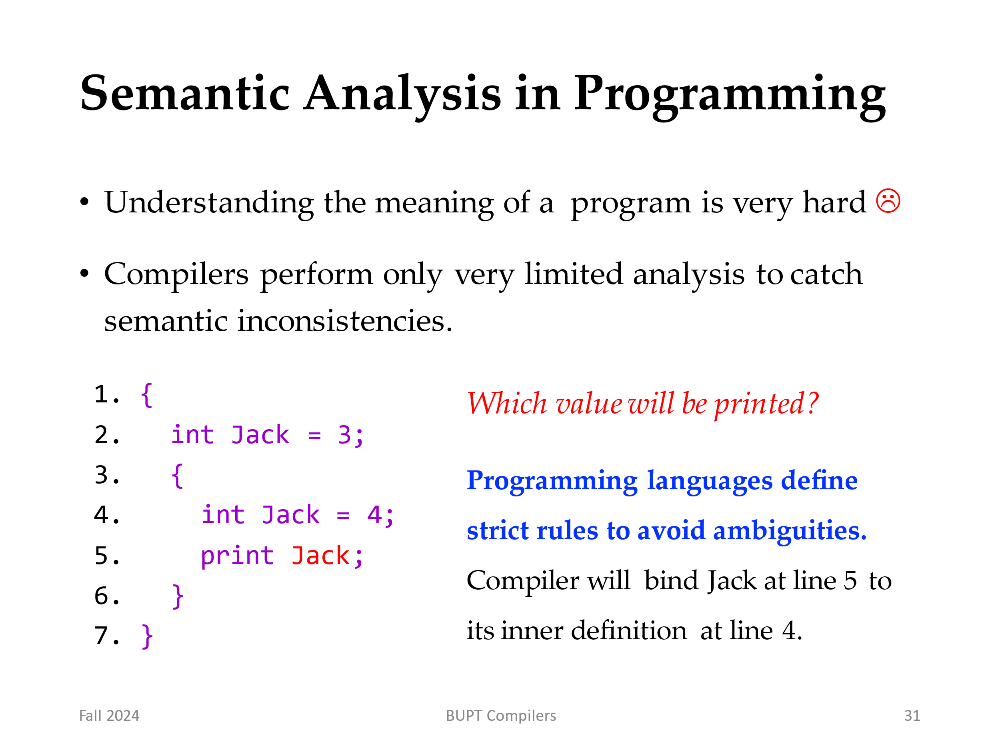 Semantic Analysis in Programming
• Understanding the meaning of a program is very hard ☹
• Compilers perform only very limited analysis to catch
semantic inconsistencies.
1. {
2. int Jack = 3;
3. {
4. int Jack = 4;
5. print Jack;
6. }
7. }
Which value will be printed?
Programming languages define
strict rules to avoid ambiguities.
Compiler will bind Jack at line 5 to
its inner definition at line 4.
Fall 2024
BUPT Compilers
31